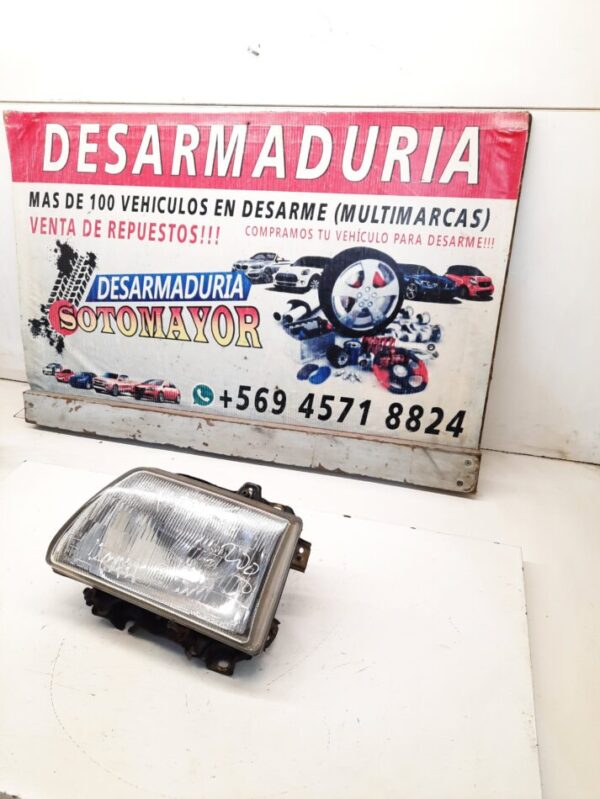 DESARMADURIA
MAS DE 100 VEHICULOS EN DESARME (MULTIMARCAS)
VENTA DE REPUESTOS!!! COMPRAMOS TU VEHÍCULO PARA DESARME!!!
DESARMADURIA
SOTOMAYOR
+569 4571 8824